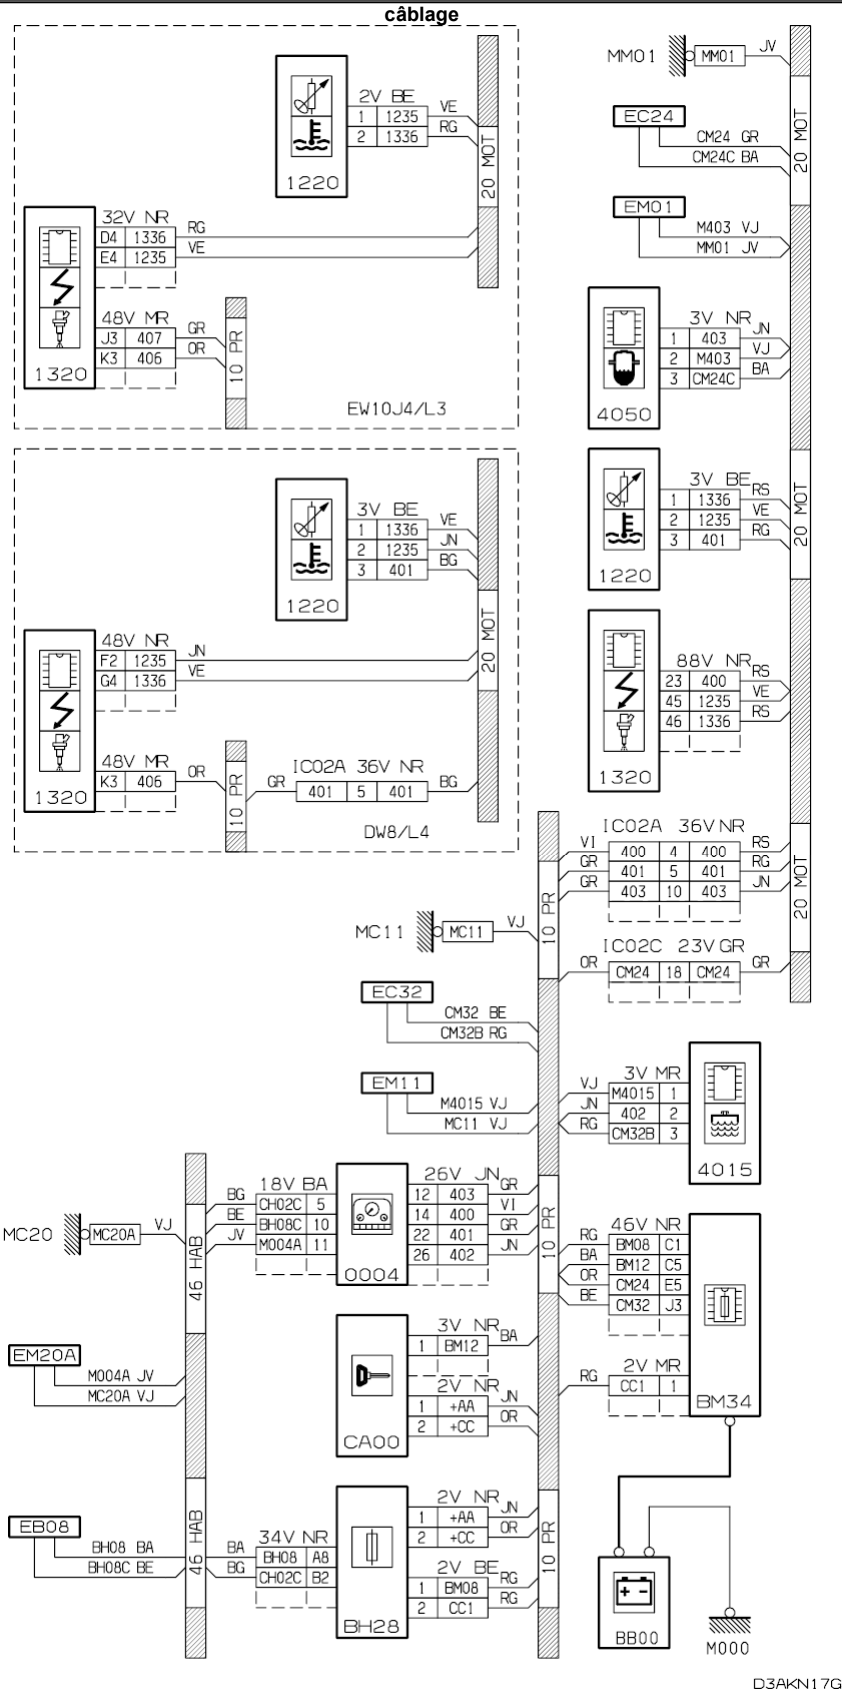 câblage
MM01 MM01 JV
2V BE
1 1235 VE
2 1336 RG
1220
20 MOT
EC24
CM24 GR
CM24C BA
20 MOT
EM01
M403 VJ
MM01 JV
32V NR
D4 1336 RG
E4 1235 VE
48V MR
J3 407 GR
K3 406 OR
1320
10 PR
EW10J4/L3
3V NR
1 403 JN
2 M403 VJ
3 CM24C BA
4050
3V BE
1 1336 VE
2 1235 JN
3 401 BG
1220
20 MOT
3V BE
1 1336 RS
2 1235 VE
3 401 RG
1220
20 MOT
48V NR
F2 1235 JN
G4 1336 VE
48V MR
K3 406 OR
1320
10 PR
IC02A 36V NR
GR 401 5 401 BG
DW8/L4
88V NR
23 400 RS
45 1235 VE
46 1336 RS
1320
IC02A 36V NR
VI 400 4 400 RS
GR 401 5 401 RG
GR 403 10 403 JN
20 MOT
10 PR
MC11 MC11 VJ
IC02C 23V GR
OR CM24 18 CM24 GR
EC32
CM32 BE
CM32B RG
EM11
M4015 VJ
MC11 VJ
3V MR
VJ M4015 1
JN 402 2
RG CM32B 3
4015
MC20 MC20A VJ
46 HAB
18V BA
BG CH02C 5
BE BH08C 10
JV M004A 11
0004
26V JN
12 403 GR
14 400 VI
22 401 GR
26 402 JN
10 PR
46V NR
RG BM08 C1
BA BM12 C5
OR CM24 E5
BE CM32 J3
2V MR
RG CC1 1
BM34
EM20A
M004A JV
MC20A VJ
3V NR
1 BM12 BA
2V NR
1 +AA JN
2 +CC OR
CA00
EB08
BH08 BA
BH08C BE
46 HAB
34V NR
BA BH08 A8
BG CH02C B2
BH28
2V NR
1 +AA JN
2 +CC OR
2V BE
1 BM08 RG
2 CC1 RG
10 PR
+ -
BB00
M000
D3AKN17G